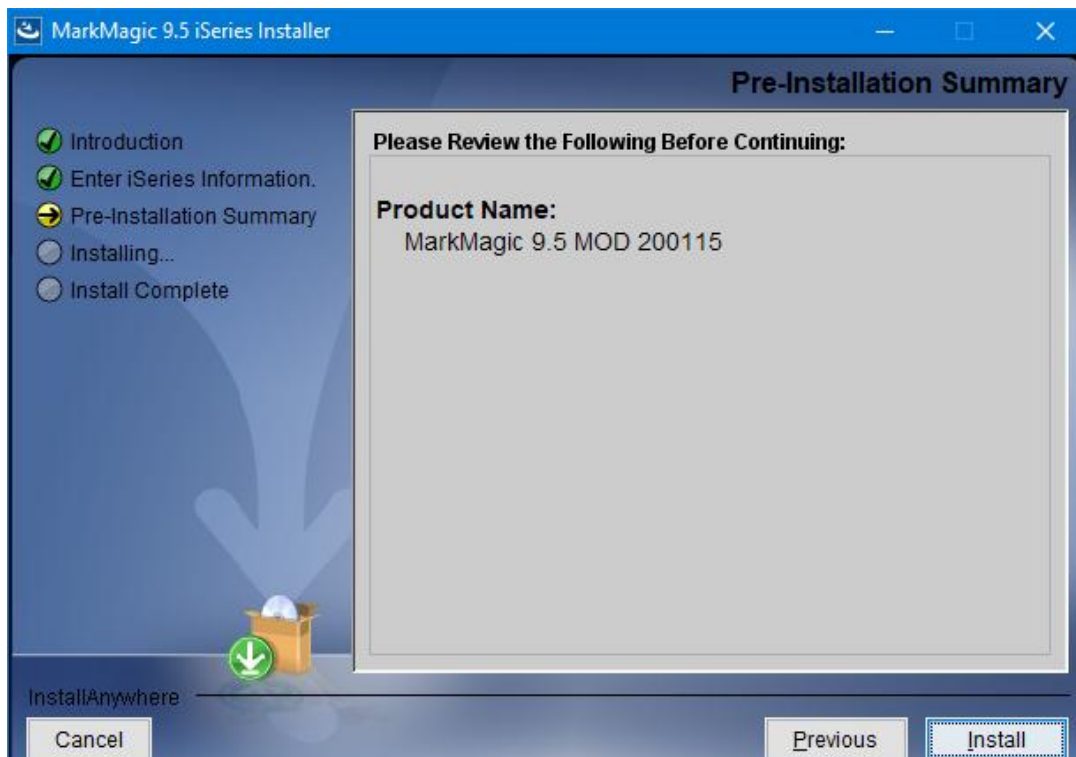 MarkMagic 9.5 iSeries Installer
Pre-Installation Summary
Introduction
Enter iSeries Information.
Pre-Installation Summary
Installing...
Install Complete
Please Review the Following Before Continuing:
Product Name:
MarkMagic 9.5 MOD 200115
InstallAnywhere
Cancel
Previous
Install